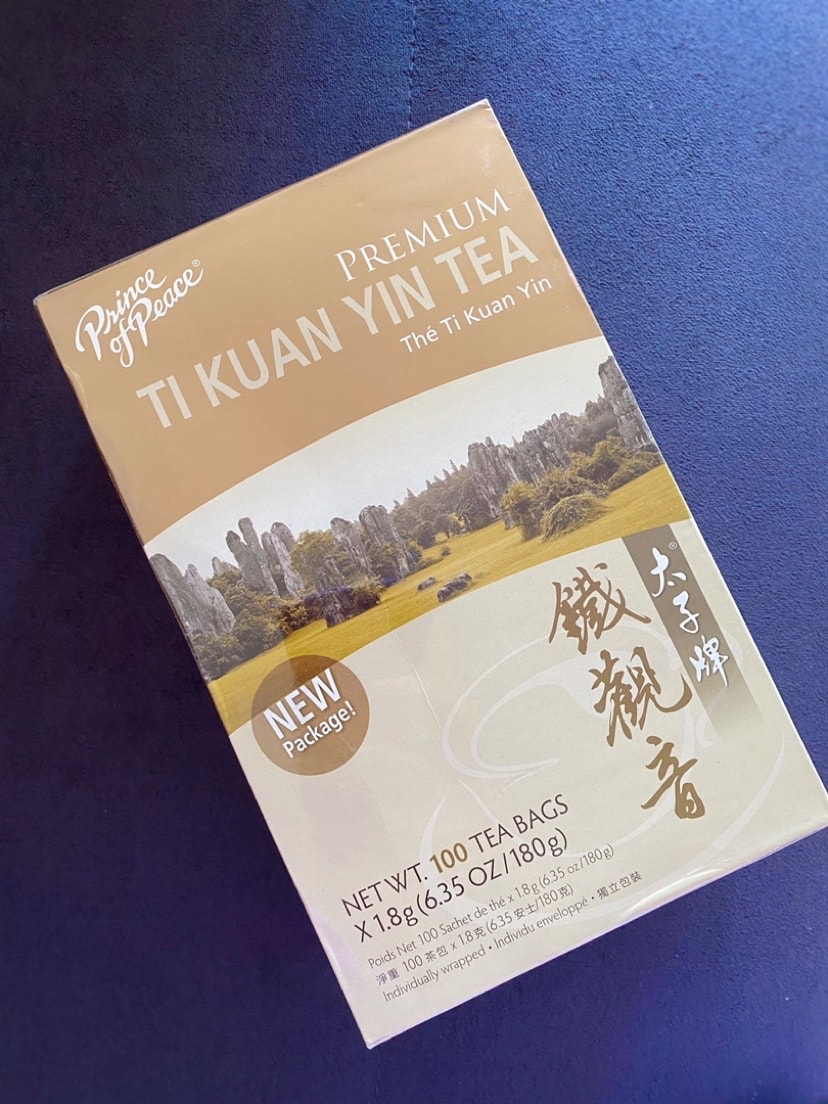 Prince
of Peace®
PREMIUM
TI KUAN YIN TEA
Thé Ti Kuan Yin
太子牌®
鐵觀音
NEW
Package!
NET WT. 100 TEA BAGS
X 1.8g (6.35 OZ/180g)
Poids Net 100 Sachet de thé x 1.8g (6.35 oz/180g)
淨重 100 茶包 x 1.8克 (6.35 安士/180克)
Individually wrapped • Individu enveloppé • 獨立包裝